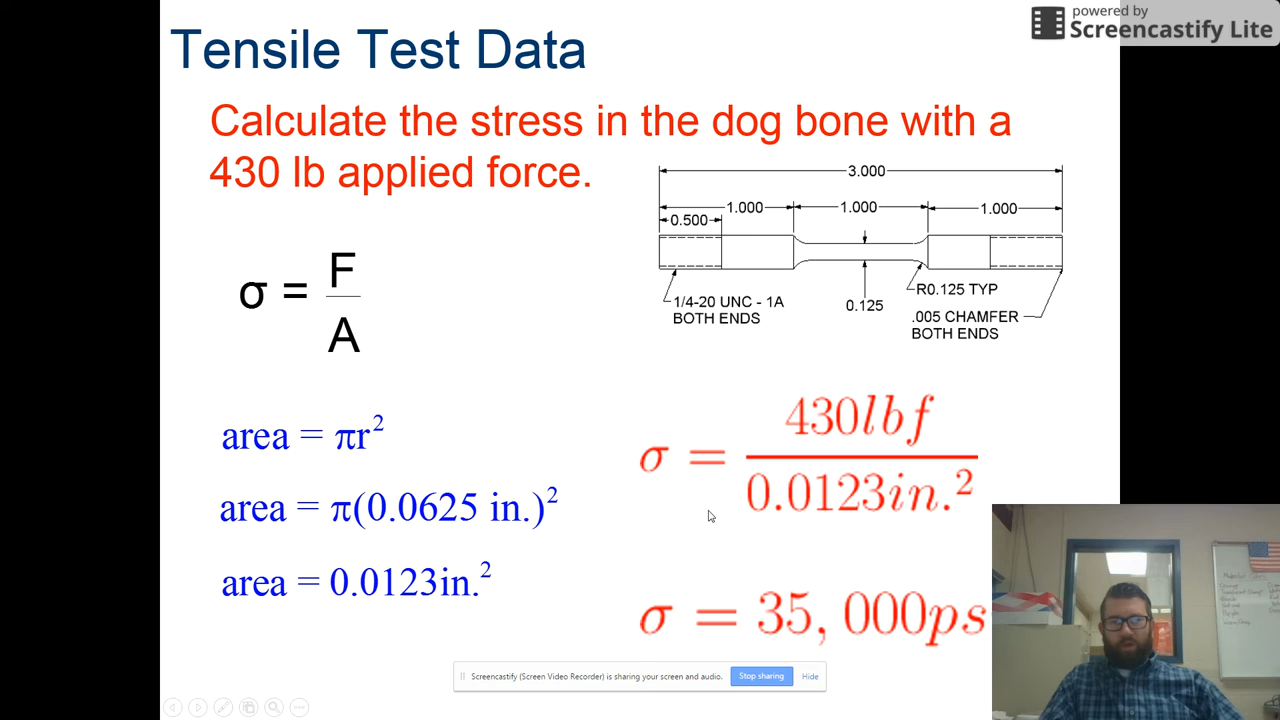 powered by
Screencastify Lite
Tensile Test Data
Calculate the stress in the dog bone with a
430 lb applied force.
3.000
1.000
1.000
1.000
0.500
1/4-20 UNC - 1A
BOTH ENDS
0.125
R0.125 TYP
.005 CHAMFER
BOTH ENDS
σ = F
A
area = πr²
area = π(0.0625 in.)²
area = 0.0123in.²
σ = 430lbf
0.0123in.²
σ = 35, 000ps
Screencastify (Screen Video Recorder) is sharing your screen and audio.
Stop sharing
Hide